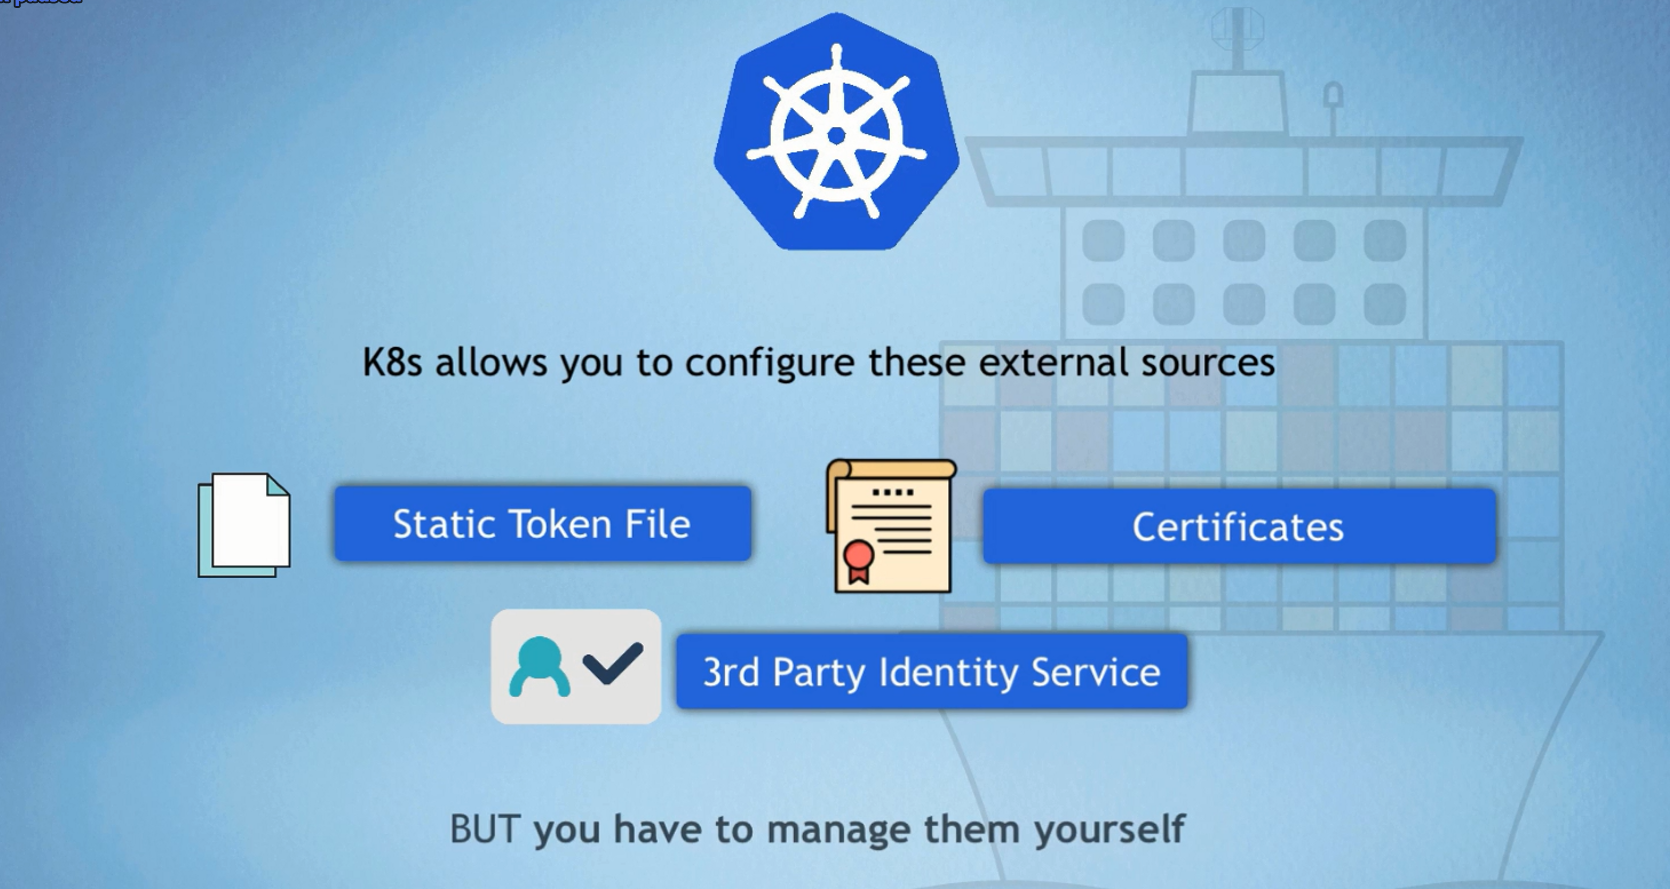 paused
K8s allows you to configure these external sources
Static Token File
Certificates
3rd Party Identity Service
BUT you have to manage them yourself